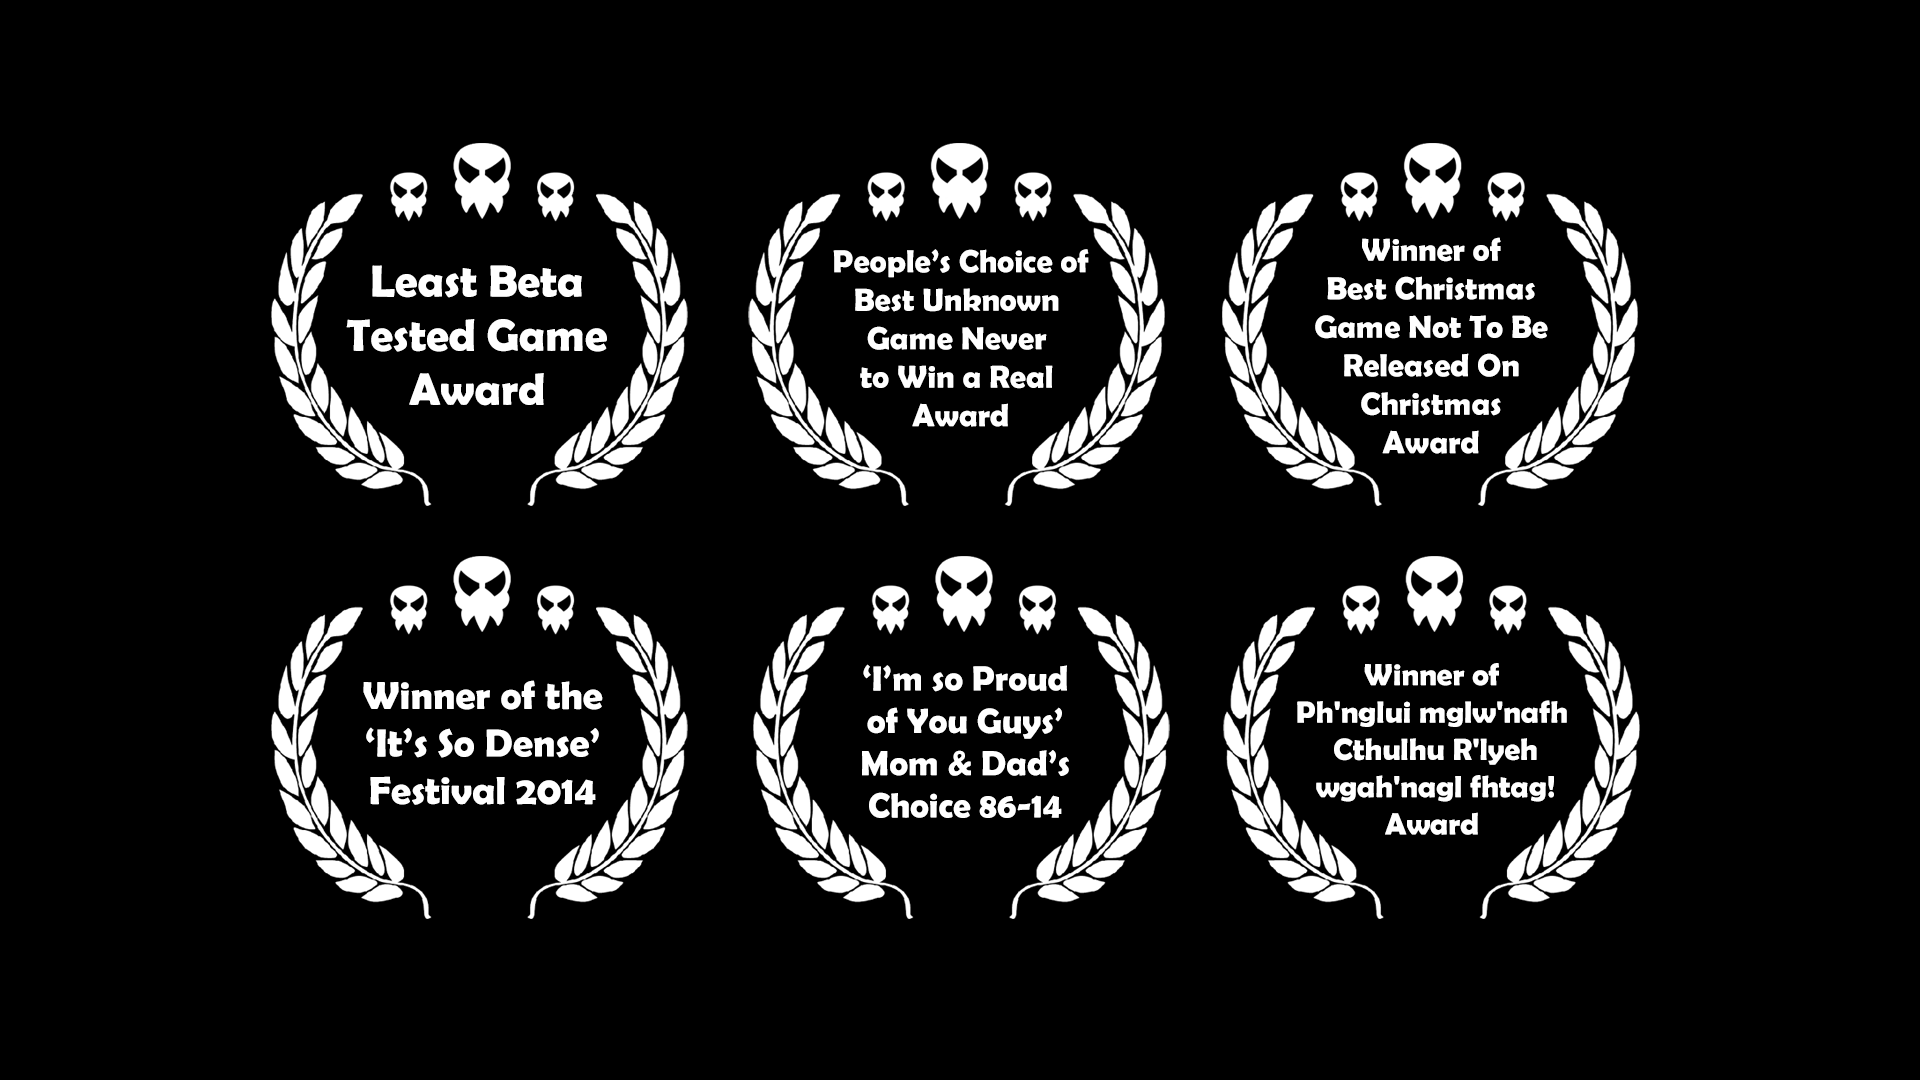 Least Beta
Tested Game
Award
People’s Choice of
Best Unknown
Game Never
to Win a Real
Award
Winner of
Best Christmas
Game Not To Be
Released On
Christmas
Award
Winner of the
‘It’s So Dense’
Festival 2014
‘I’m so Proud
of You Guys’
Mom & Dad’s
Choice 86-14
Winner of
Ph'nglui mglw'nafh
Cthulhu R'lyeh
wgah'nagl fhtag!
Award